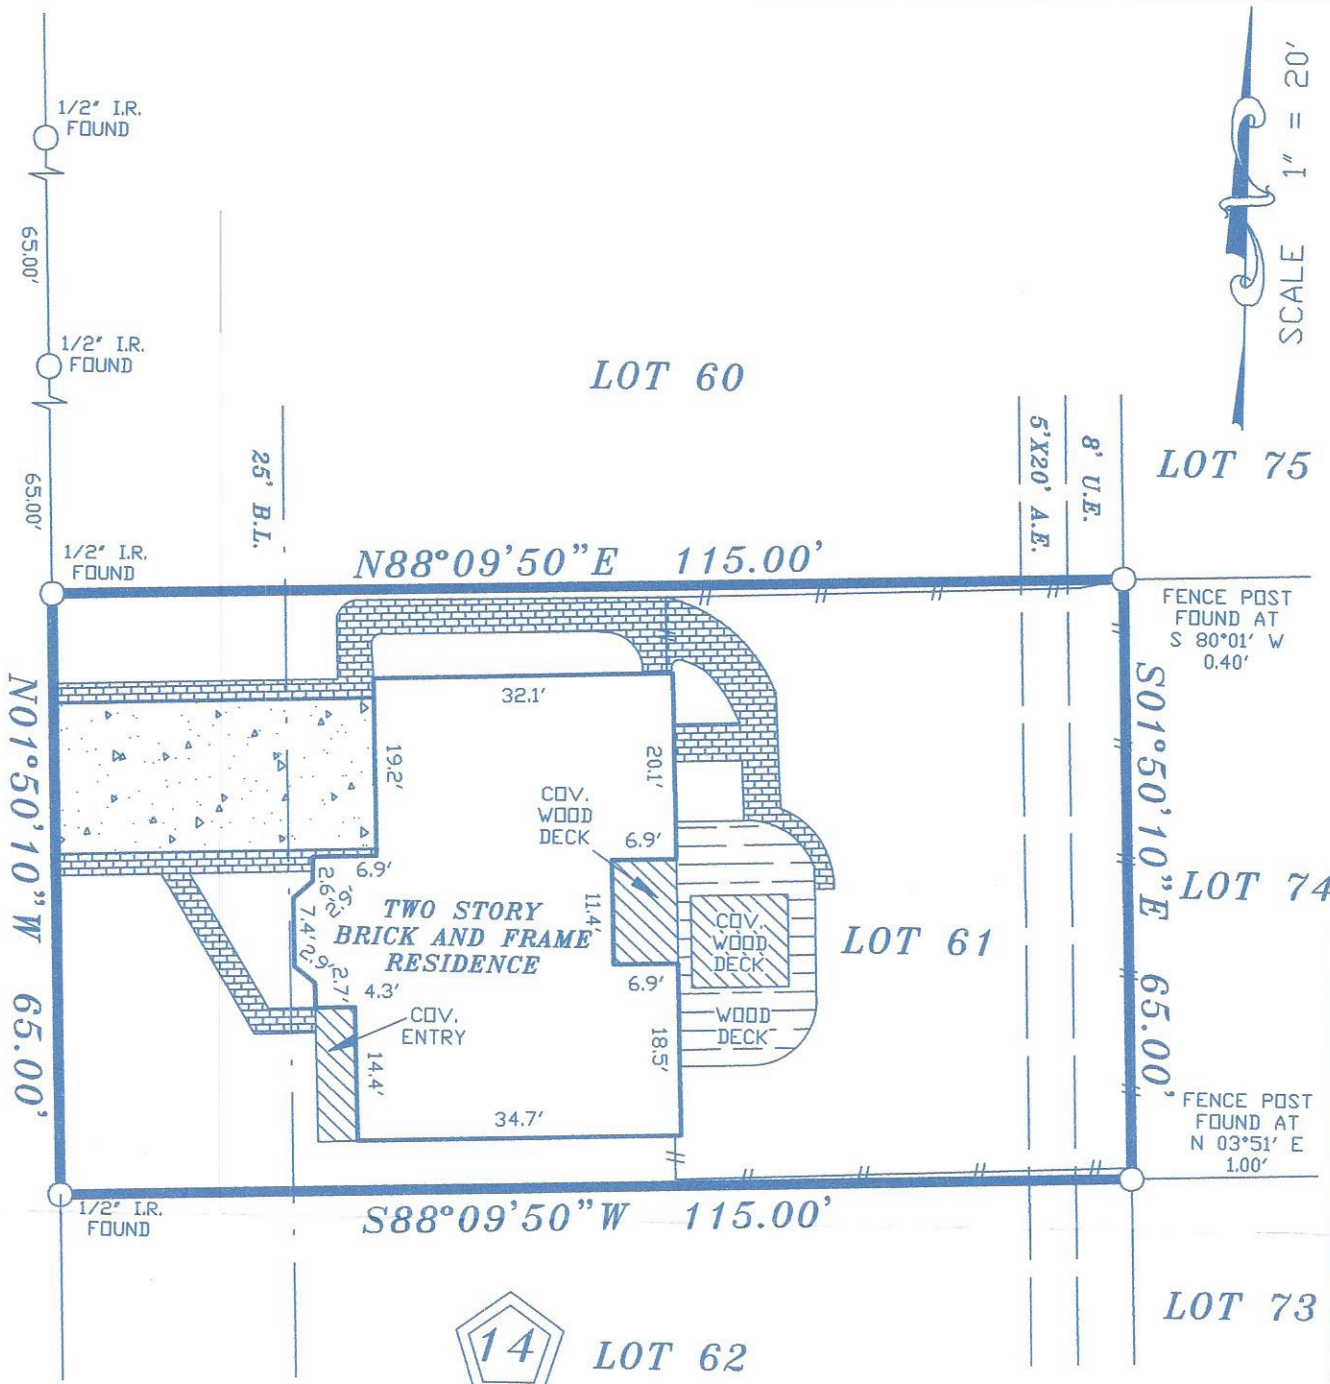 1/2" I.R.
FOUND
SCALE 1" = 20'
65.00'
1/2" I.R.
FOUND
LOT 60
25' B.L.
5'X20' A.E.
8' U.E.
LOT 75
65.00'
1/2" I.R.
FOUND
N88°09'50"E 115.00'
FENCE POST
FOUND AT
S 80°01' W
0.40'
N01°50'10"W 65.00'
S01°50'10"E 65.00'
32.1'
19.2'
20.1'
COV.
WOOD
DECK
6.9'
6.9'
2.6'
2.9'
7.4'
2.9'
2.7'
4.3'
TWO STORY
BRICK AND FRAME
RESIDENCE
11.4'
COV.
WOOD
DECK
LOT 61
LOT 74
6.9'
WOOD
DECK
COV.
ENTRY
14.4'
18.5'
34.7'
FENCE POST
FOUND AT
N 03°51' E
1.00'
1/2" I.R.
FOUND
S88°09'50"W 115.00'
14
LOT 62
LOT 73